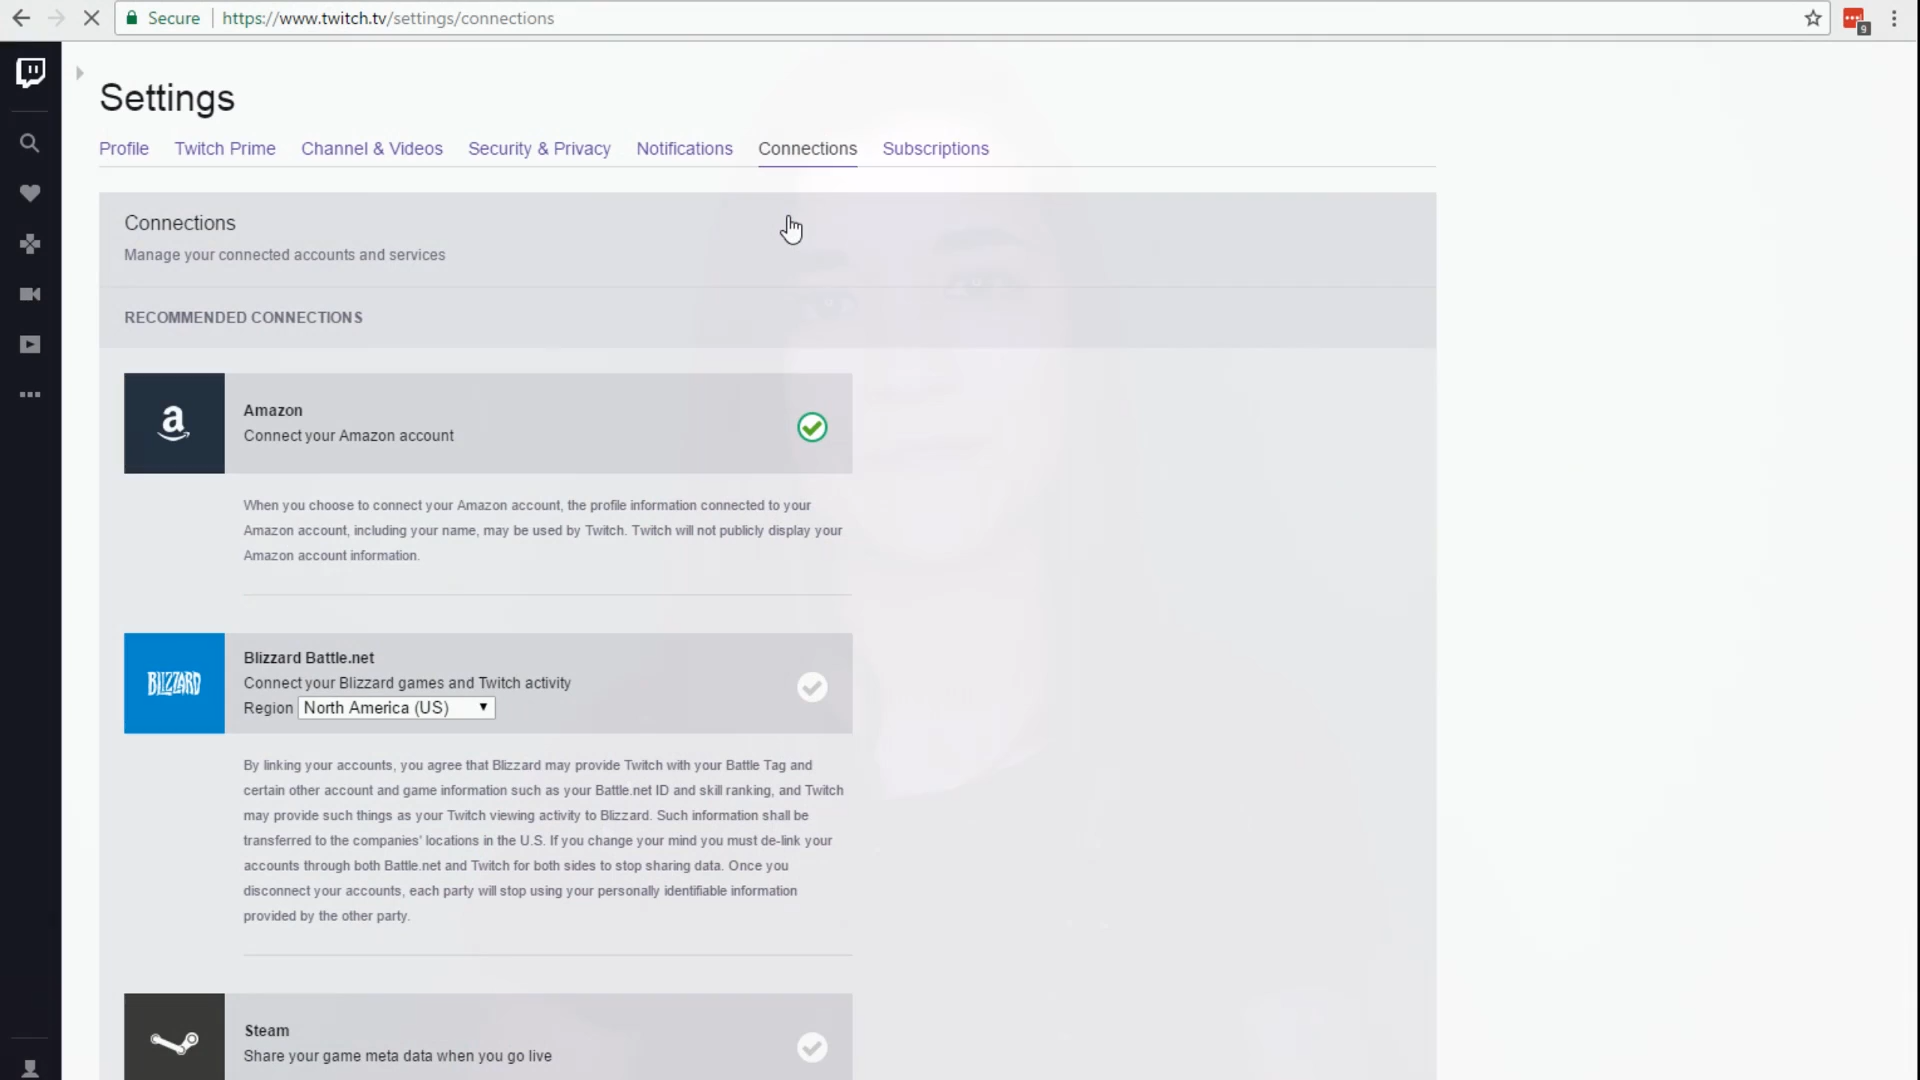 Secure https://www.twitch.tv/settings/connections
9
Settings
Profile Twitch Prime Channel & Videos Security & Privacy Notifications Connections Subscriptions
Connections
Manage your connected accounts and services
RECOMMENDED CONNECTIONS
a
Amazon
Connect your Amazon account
When you choose to connect your Amazon account, the profile information connected to your
Amazon account, including your name, may be used by Twitch. Twitch will not publicly display your
Amazon account information.
BLIZZARD
Blizzard Battle.net
Connect your Blizzard games and Twitch activity
Region North America (US)
By linking your accounts, you agree that Blizzard may provide Twitch with your Battle Tag and
certain other account and game information such as your Battle.net ID and skill ranking, and Twitch
may provide such things as your Twitch viewing activity to Blizzard. Such information shall be
transferred to the companies' locations in the U.S. If you change your mind you must de-link your
accounts through both Battle.net and Twitch for both sides to stop sharing data. Once you
disconnect your accounts, each party will stop using your personally identifiable information
provided by the other party.
Steam
Share your game meta data when you go live